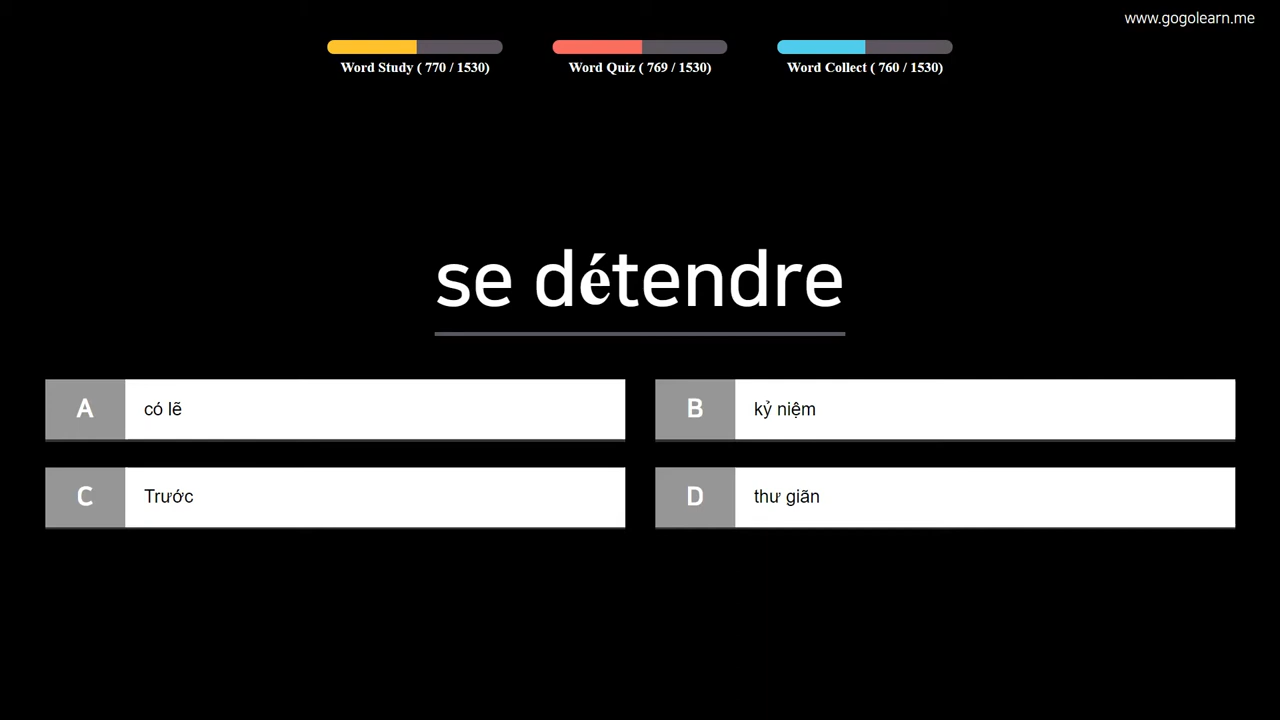 www.gogolearn.me
Word Study ( 770 / 1530)
Word Quiz ( 769 / 1530)
Word Collect ( 760 / 1530)
se détendre
A có lẽ
B kỷ niệm
C Trước
D thư giãn